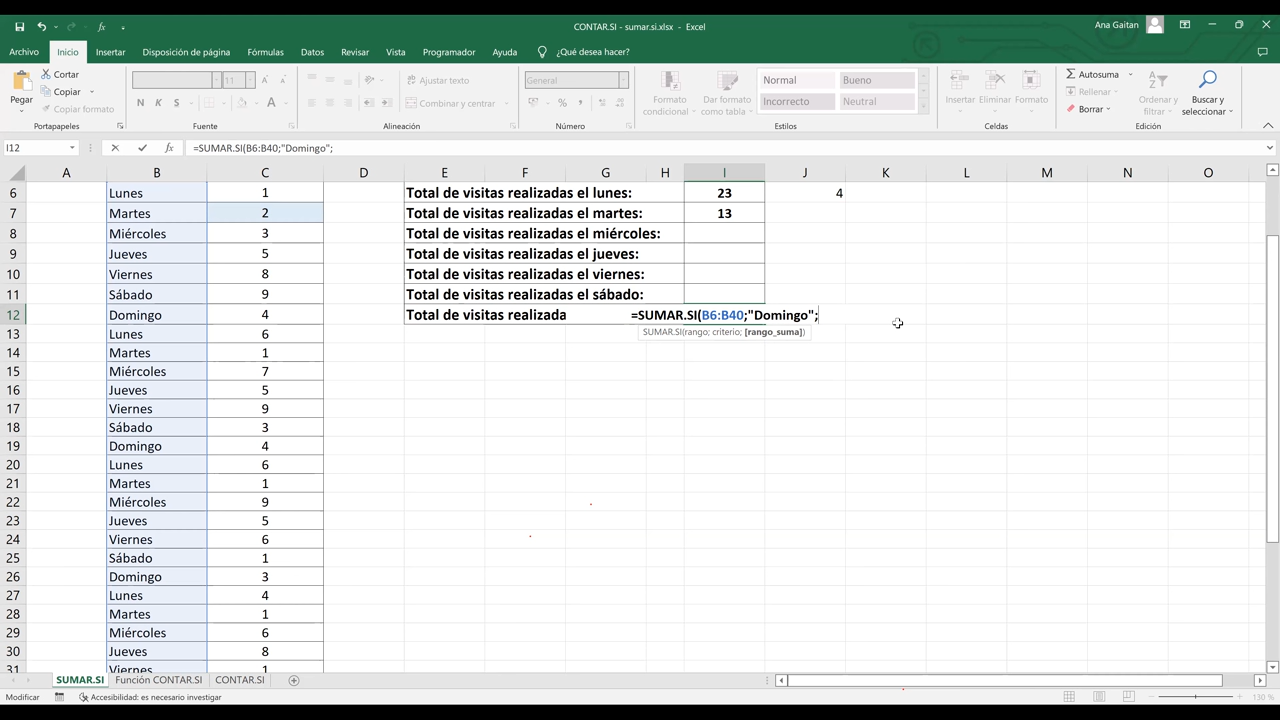 CONTAR.SI - sumar.si.xlsx - Excel
Ana Gaitan
Archivo Inicio Insertar Disposición de página Fórmulas Datos Revisar Vista Programador Ayuda ¿Qué desea hacer?
Pegar
Cortar
Copiar
Copiar formato
Portapapeles
11
N K S
Fuente
Ajustar texto
Combinar y centrar
Alineación
General
Número
Formato condicional
Dar formato como tabla
Normal Bueno
Incorrecto Neutral
Estilos
Insertar Eliminar Formato
Celdas
Autosuma
Rellenar
Borrar
Ordenar y filtrar
Buscar y seleccionar
Edición
I12 fx =SUMAR.SI(B6:B40;"Domingo";
A B C D E F G H I J K L M N O
6 Lunes 1 Total de visitas realizadas el lunes: 23 4
7 Martes 2 Total de visitas realizadas el martes: 13
8 Miércoles 3 Total de visitas realizadas el miércoles:
9 Jueves 5 Total de visitas realizadas el jueves:
10 Viernes 8 Total de visitas realizadas el viernes:
11 Sábado 9 Total de visitas realizadas el sábado:
12 Domingo 4 Total de visitas realizada =SUMAR.SI(B6:B40;"Domingo";
SUMAR.SI(rango; criterio; [rango_suma])
13 Lunes 6
14 Martes 1
15 Miércoles 7
16 Jueves 5
17 Viernes 9
18 Sábado 3
19 Domingo 4
20 Lunes 6
21 Martes 1
22 Miércoles 9
23 Jueves 5
24 Viernes 6
25 Sábado 1
26 Domingo 3
27 Lunes 4
28 Martes 1
29 Miércoles 6
30 Jueves 8
31 Viernes 1
SUMAR.SI Función CONTAR.SI CONTAR.SI
Modificar Accesibilidad: es necesario investigar 130 %